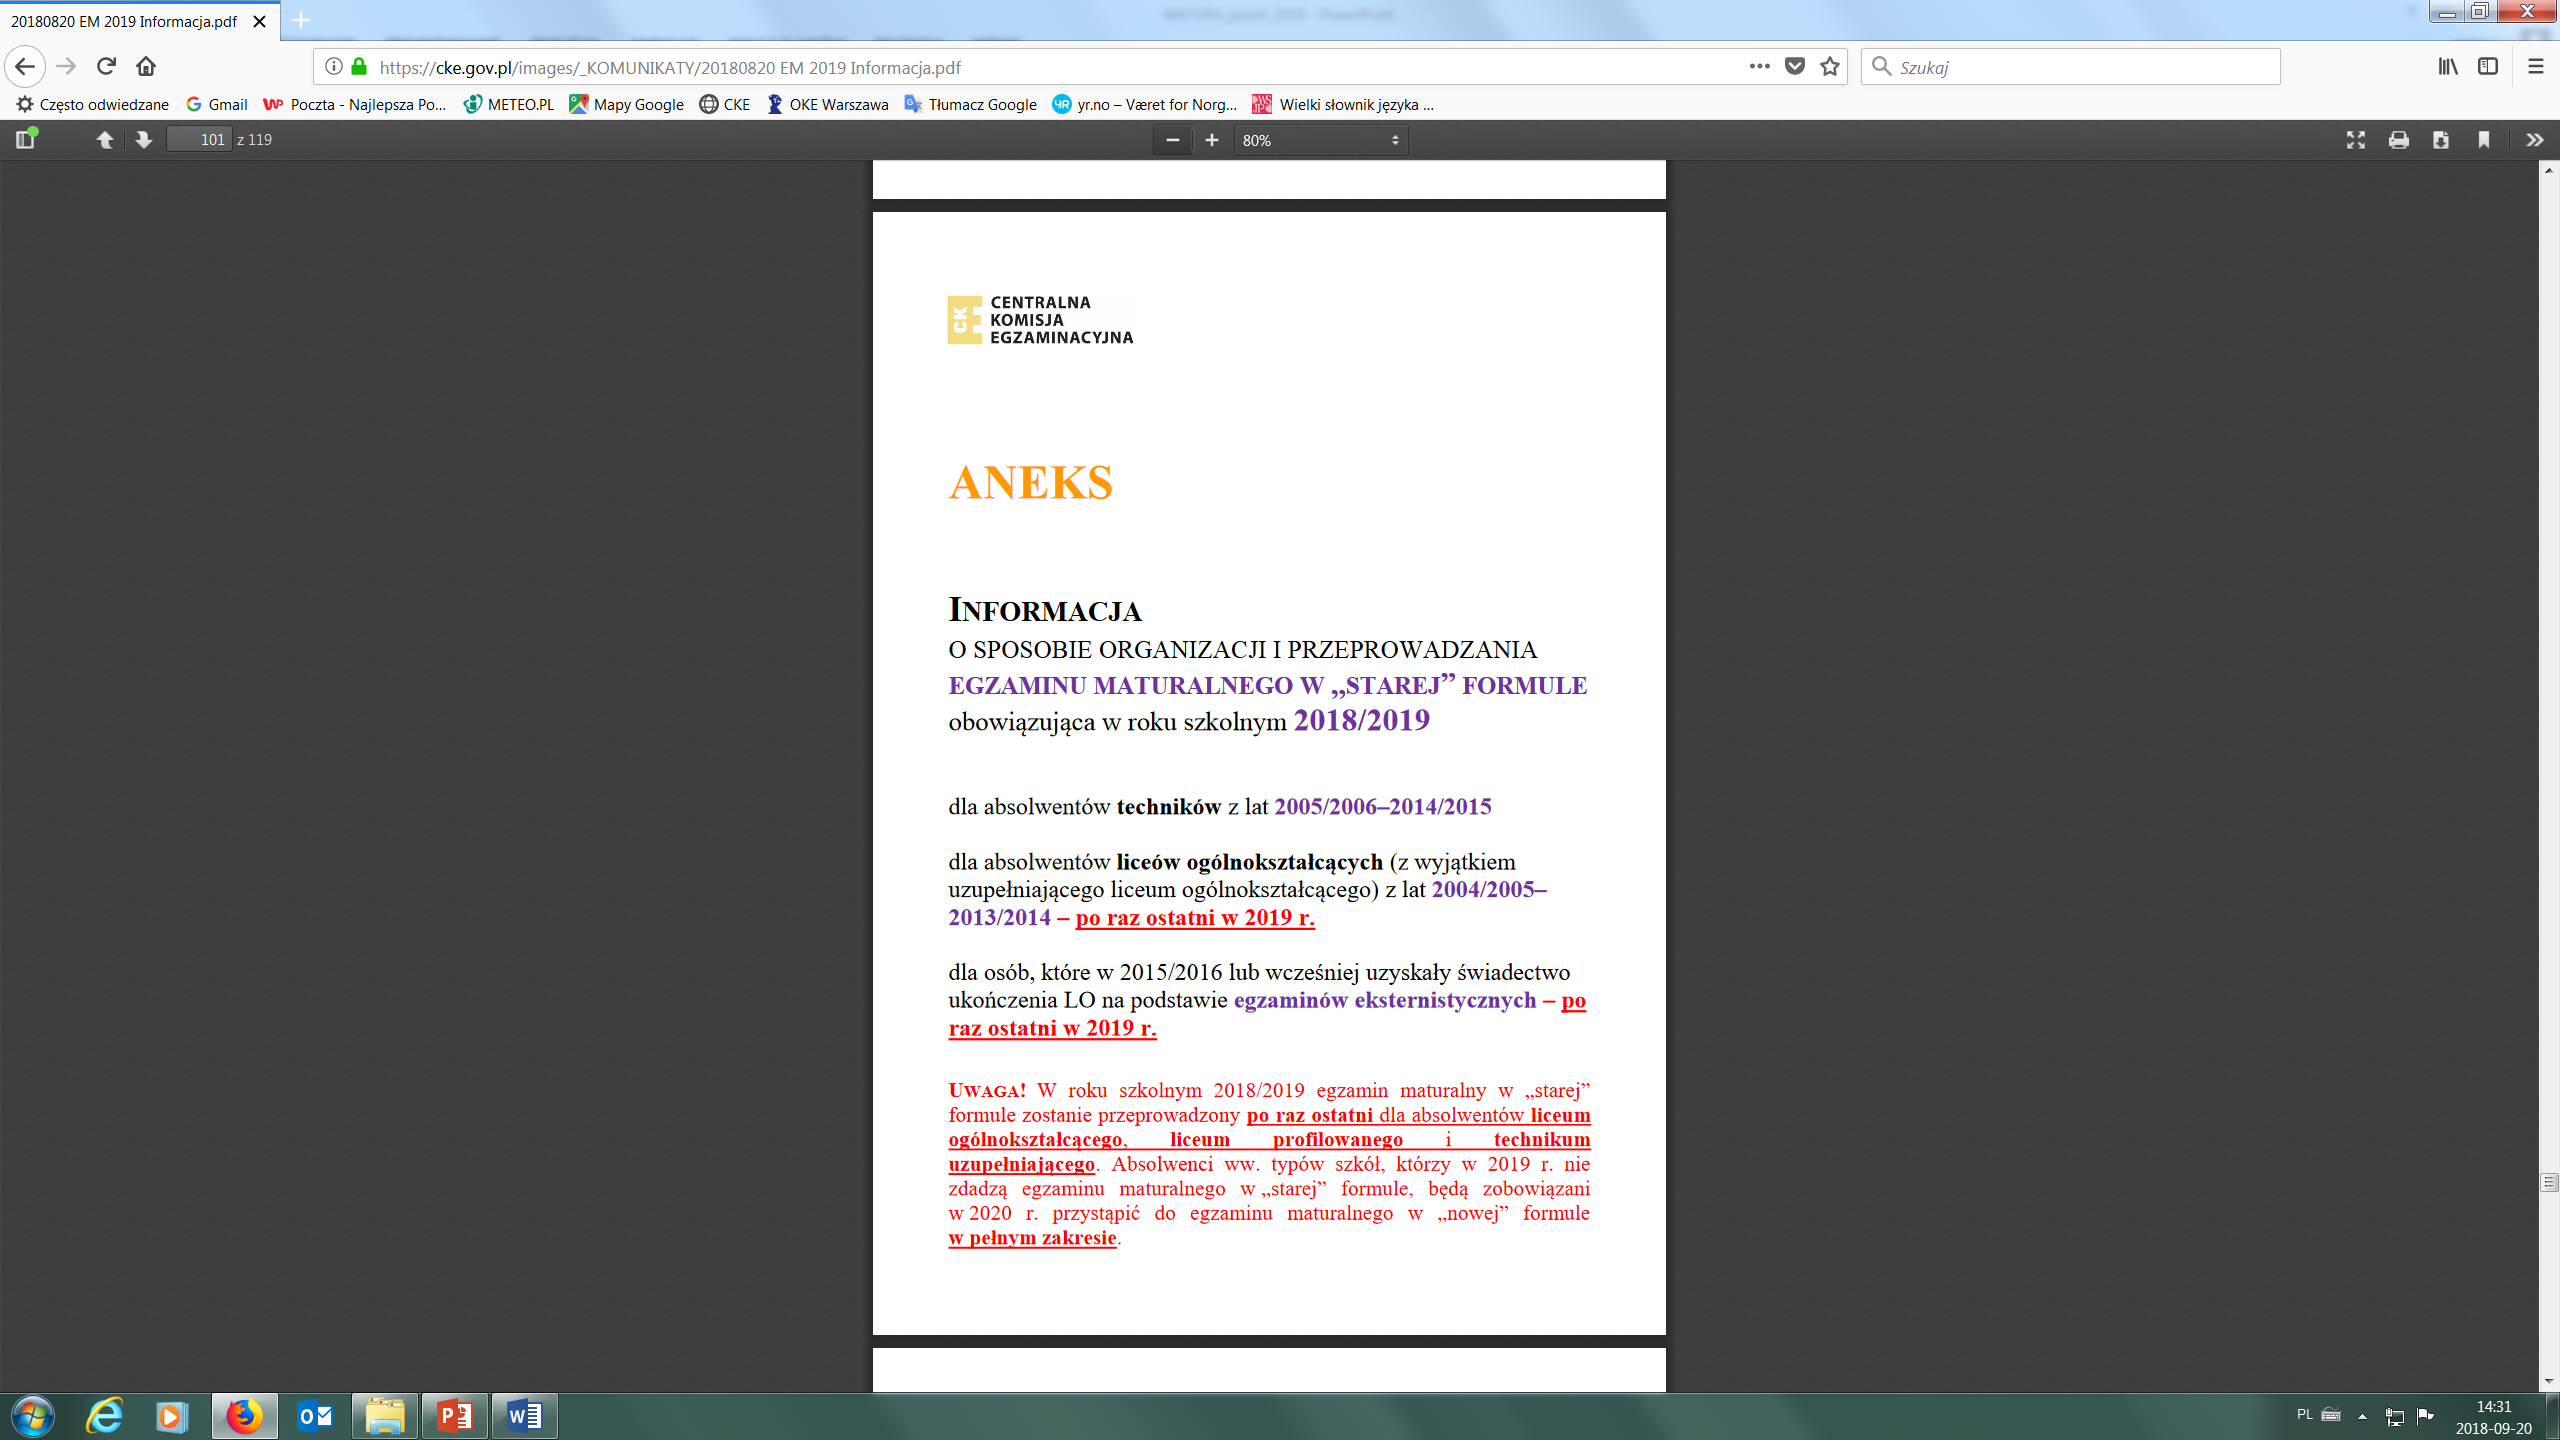 20180820 EM 2019 Informacja.pdf
https://cke.gov.pl/images/_KOMUNIKATY/20180820 EM 2019 Informacja.pdf
Szukaj
Często odwiedzane Gmail Poczta - Najlepsza Po... METEO.PL Mapy Google CKE OKE Warszawa Tłumacz Google yr.no – Været for Norg... Wielki słownik języka ...
101 z 119 80%
CENTRALNA
KOMISJA
EGZAMINACYJNA
CKE
ANEKS
INFORMACJA
O SPOSOBIE ORGANIZACJI I PRZEPROWADZANIA
EGZAMINU MATURALNEGO W „STAREJ” FORMULE
obowiązująca w roku szkolnym 2018/2019
dla absolwentów techników z lat 2005/2006–2014/2015
dla absolwentów liceów ogólnokształcących (z wyjątkiem
uzupełniającego liceum ogólnokształcącego) z lat 2004/2005–
2013/2014 – po raz ostatni w 2019 r.
dla osób, które w 2015/2016 lub wcześniej uzyskały świadectwo
ukończenia LO na podstawie egzaminów eksternistycznych – po
raz ostatni w 2019 r.
UWAGA! W roku szkolnym 2018/2019 egzamin maturalny w „starej”
formule zostanie przeprowadzony po raz ostatni dla absolwentów liceum
ogólnokształcącego, liceum profilowanego i technikum
uzupełniającego. Absolwenci ww. typów szkół, którzy w 2019 r. nie
zdadzą egzaminu maturalnego w „starej” formule, będą zobowiązani
w 2020 r. przystąpić do egzaminu maturalnego w „nowej” formule
w pełnym zakresie.
PL
14:31
2018-09-20